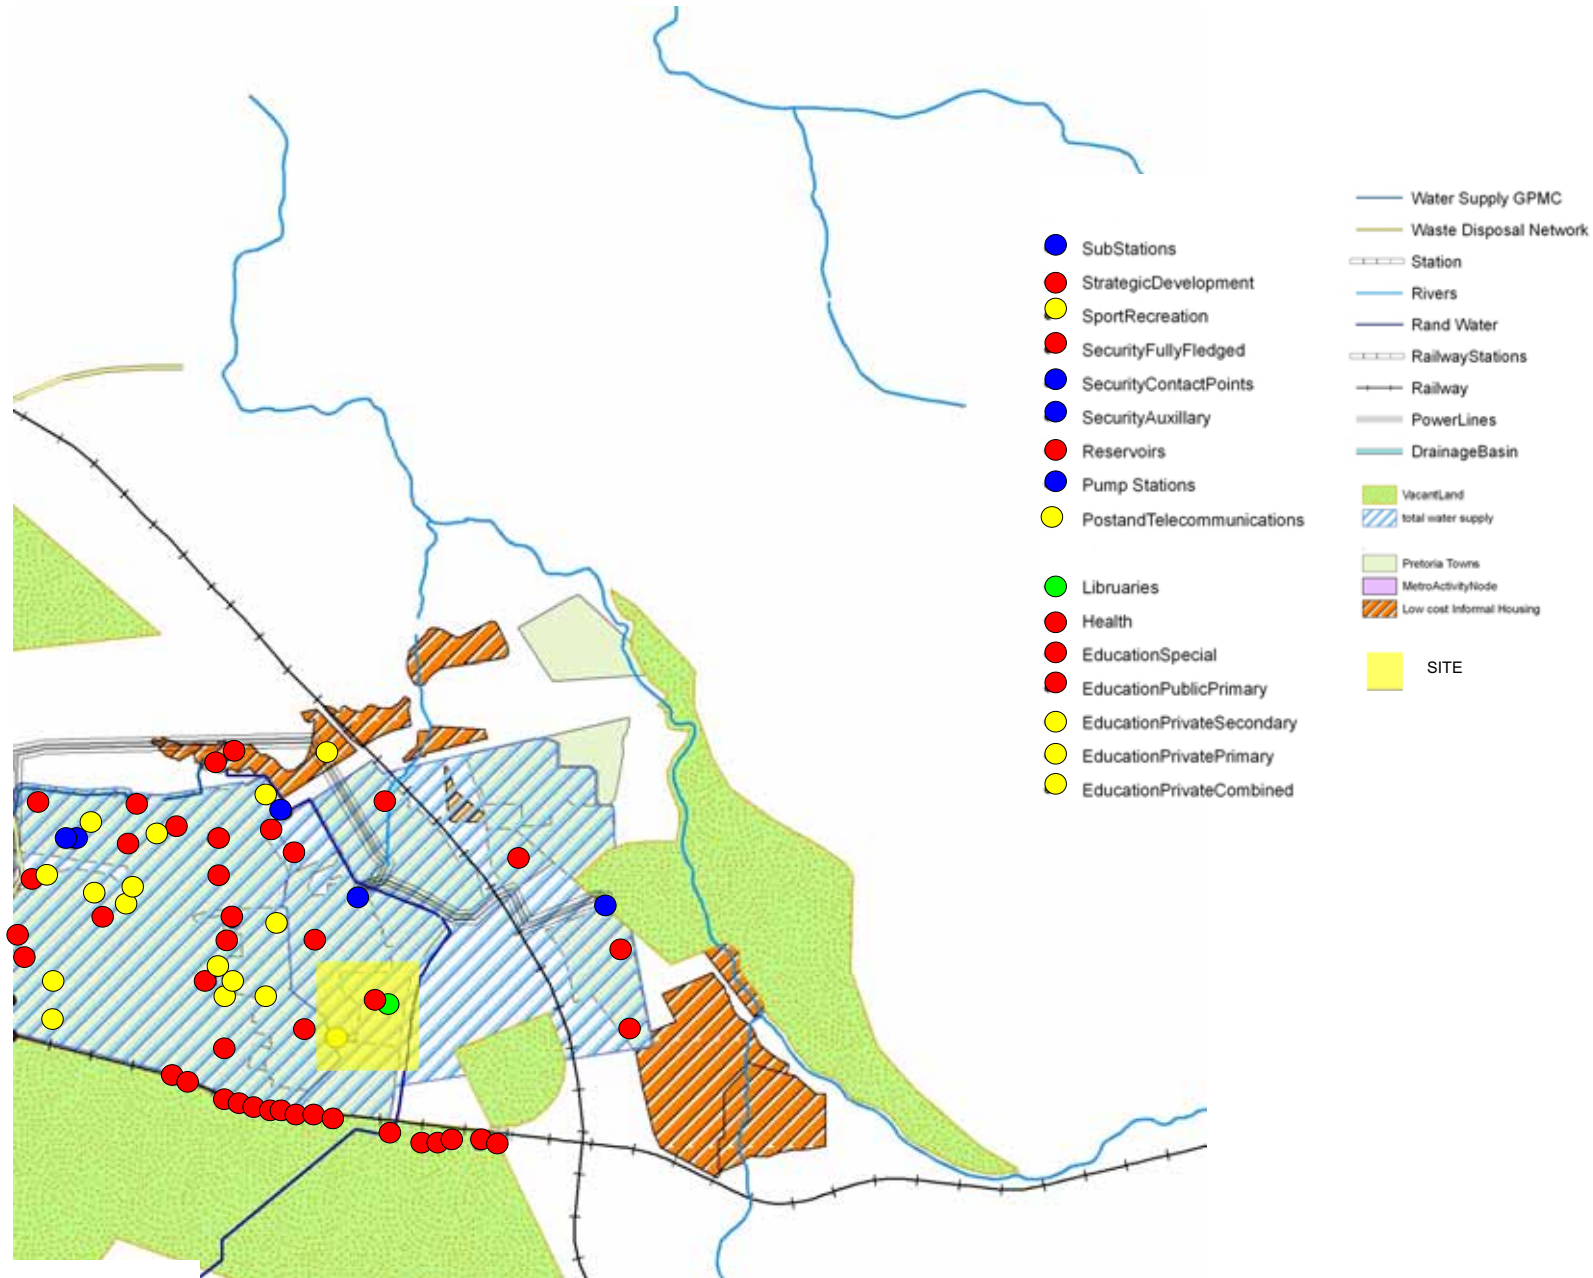 SubStations
StrategicDevelopment
SportRecreation
SecurityFullyFledged
SecurityContactPoints
SecurityAuxillary
Reservoirs
Pump Stations
PostandTelecommunications
Libruaries
Health
EducationSpecial
EducationPublicPrimary
EducationPrivateSecondary
EducationPrivatePrimary
EducationPrivateCombined
Water Supply GPMC
Waste Disposal Network
Station
Rivers
Rand Water
RailwayStations
Railway
PowerLines
DrainageBasin
VacantLand
total water supply
Pretoria Towns
MetroActivityNode
Low cost Informal Housing
SITE